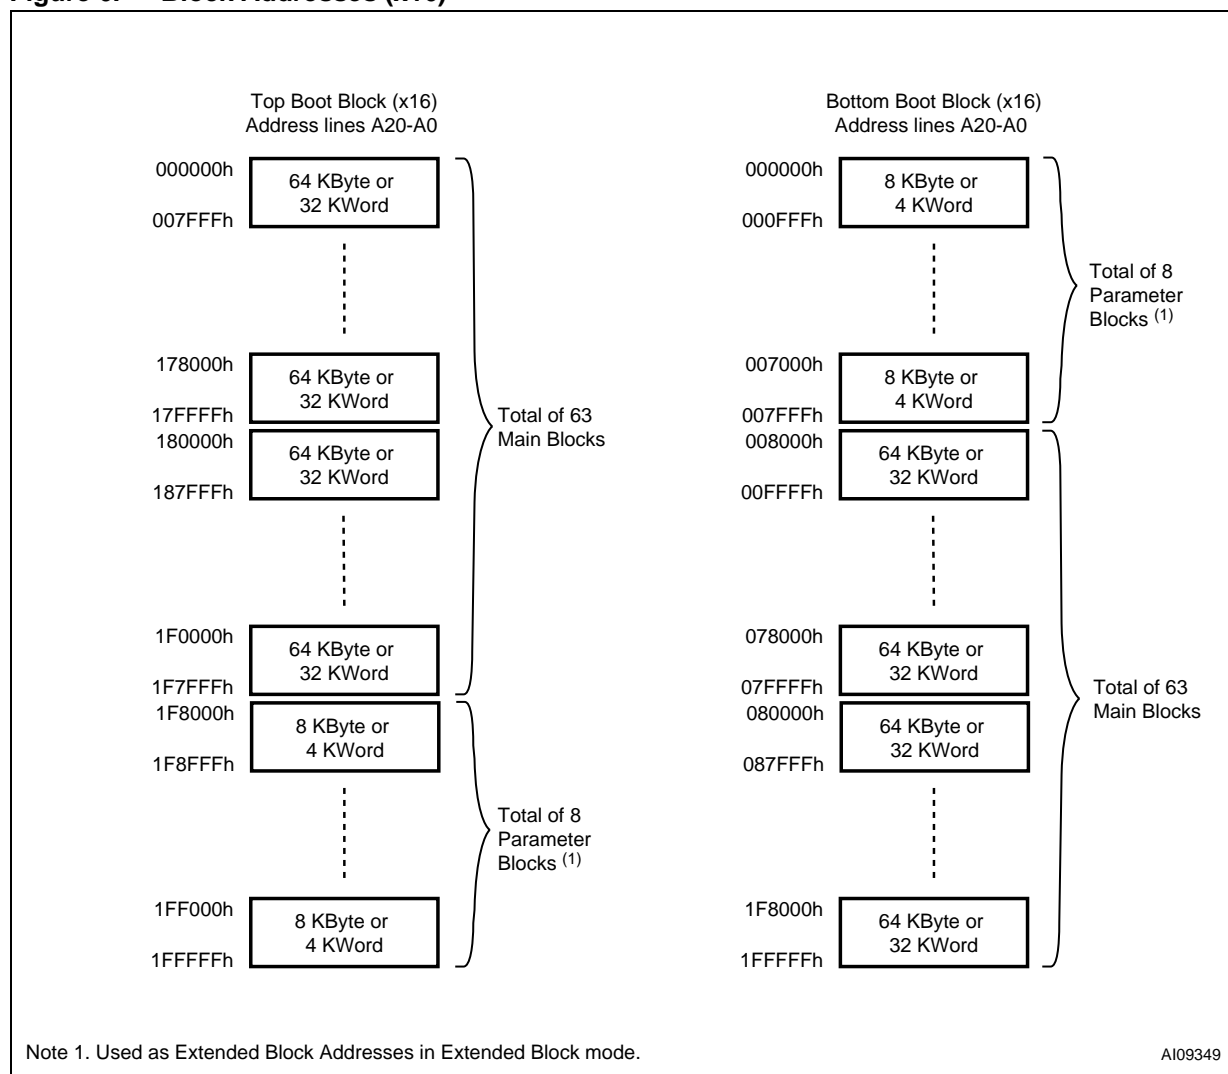 Top Boot Block (x16)
Address lines A20-A0
000000h
64 KByte or
32 KWord
007FFFh
178000h
64 KByte or
32 KWord
17FFFFh
180000h
64 KByte or
32 KWord
187FFFh
Total of 63
Main Blocks
1F0000h
64 KByte or
32 KWord
1F7FFFh
1F8000h
8 KByte or
4 KWord
1F8FFFh
Total of 8
Parameter
Blocks (1)
1FF000h
8 KByte or
4 KWord
1FFFFFh
Bottom Boot Block (x16)
Address lines A20-A0
000000h
8 KByte or
4 KWord
000FFFh
Total of 8
Parameter
Blocks (1)
007000h
8 KByte or
4 KWord
007FFFh
008000h
64 KByte or
32 KWord
00FFFFh
078000h
64 KByte or
32 KWord
07FFFFh
080000h
64 KByte or
32 KWord
087FFFh
Total of 63
Main Blocks
1F8000h
64 KByte or
32 KWord
1FFFFFh
Note 1. Used as Extended Block Addresses in Extended Block mode.
AI09349